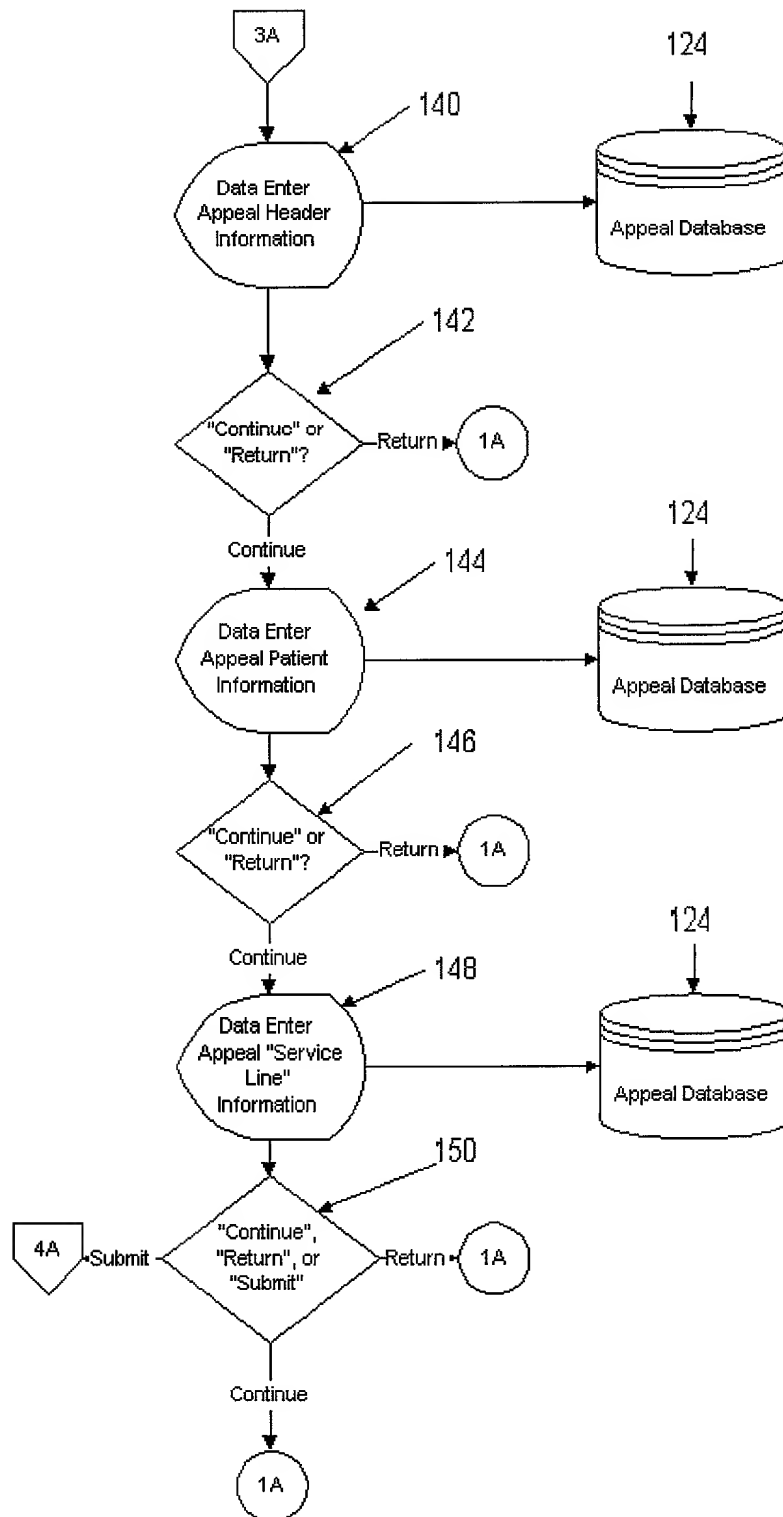 3A
124
140
Data Enter
Appeal Header
Information
Appeal Database
142
"Continue" or
"Return"?
Return
1A
Continue
124
144
Data Enter
Appeal Patient
Information
Appeal Database
146
"Continue" or
"Return"?
Return
1A
Continue
124
148
Data Enter
Appeal "Service
Line"
Information
Appeal Database
150
4A
Submit
"Continue",
"Return", or
"Submit"
Return
1A
Continue
1A